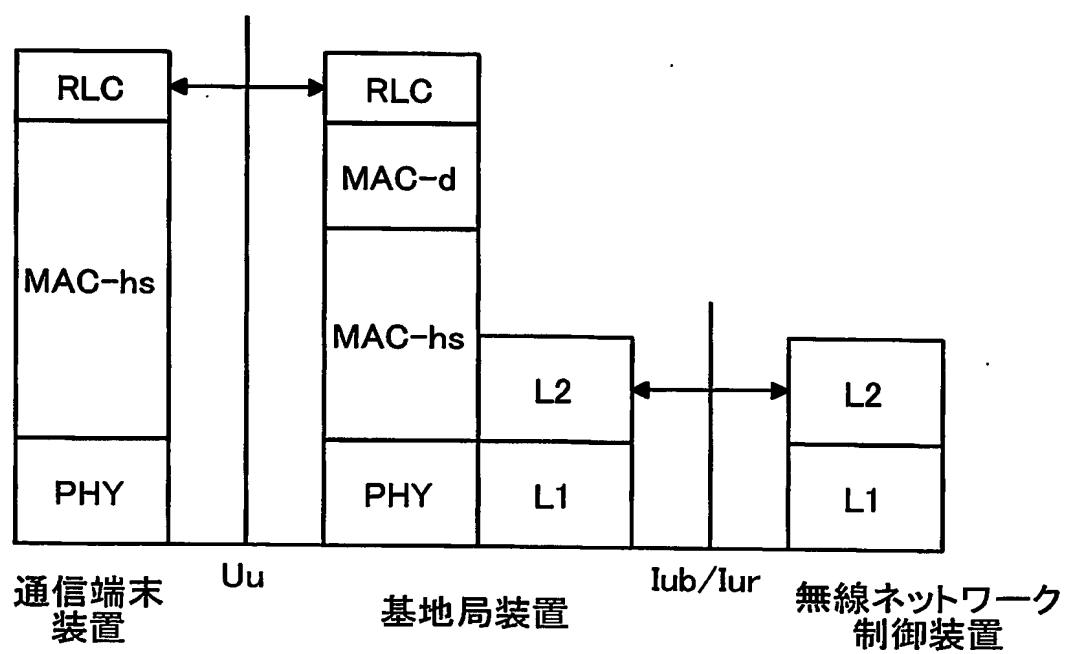 RLC
MAC-hs
PHY
RLC
MAC-d
MAC-hs
PHY
L2
L1
L2
L1
Uu
Iub/Iur
通信端末
装置
基地局装置
無線ネットワーク
制御装置